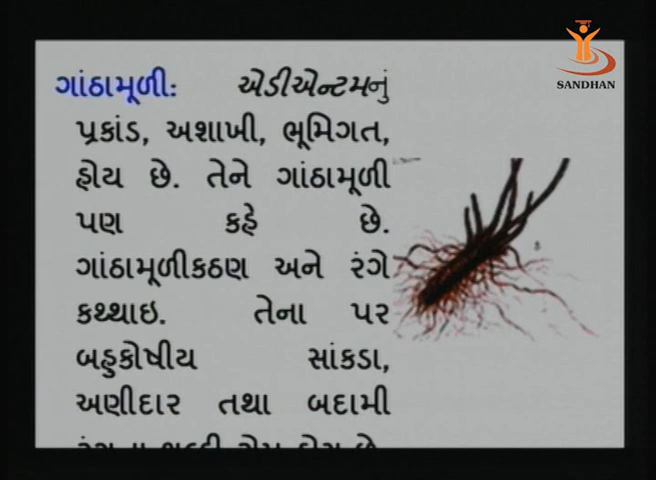 SANDHAN
ગાંઠામૂળીઃ એડીએન્ટમનું
પ્રકાંડ, અશાખી, ભૂમિગત,
હોય છે. તેને ગાંઠામૂળી
પણ કહે છે.
ગાંઠામૂળીકઠણ અને રંગે
કથ્થાઇ. તેના પર
બહુકોષીય સાંકડા,
અણીદાર તથા બદામી